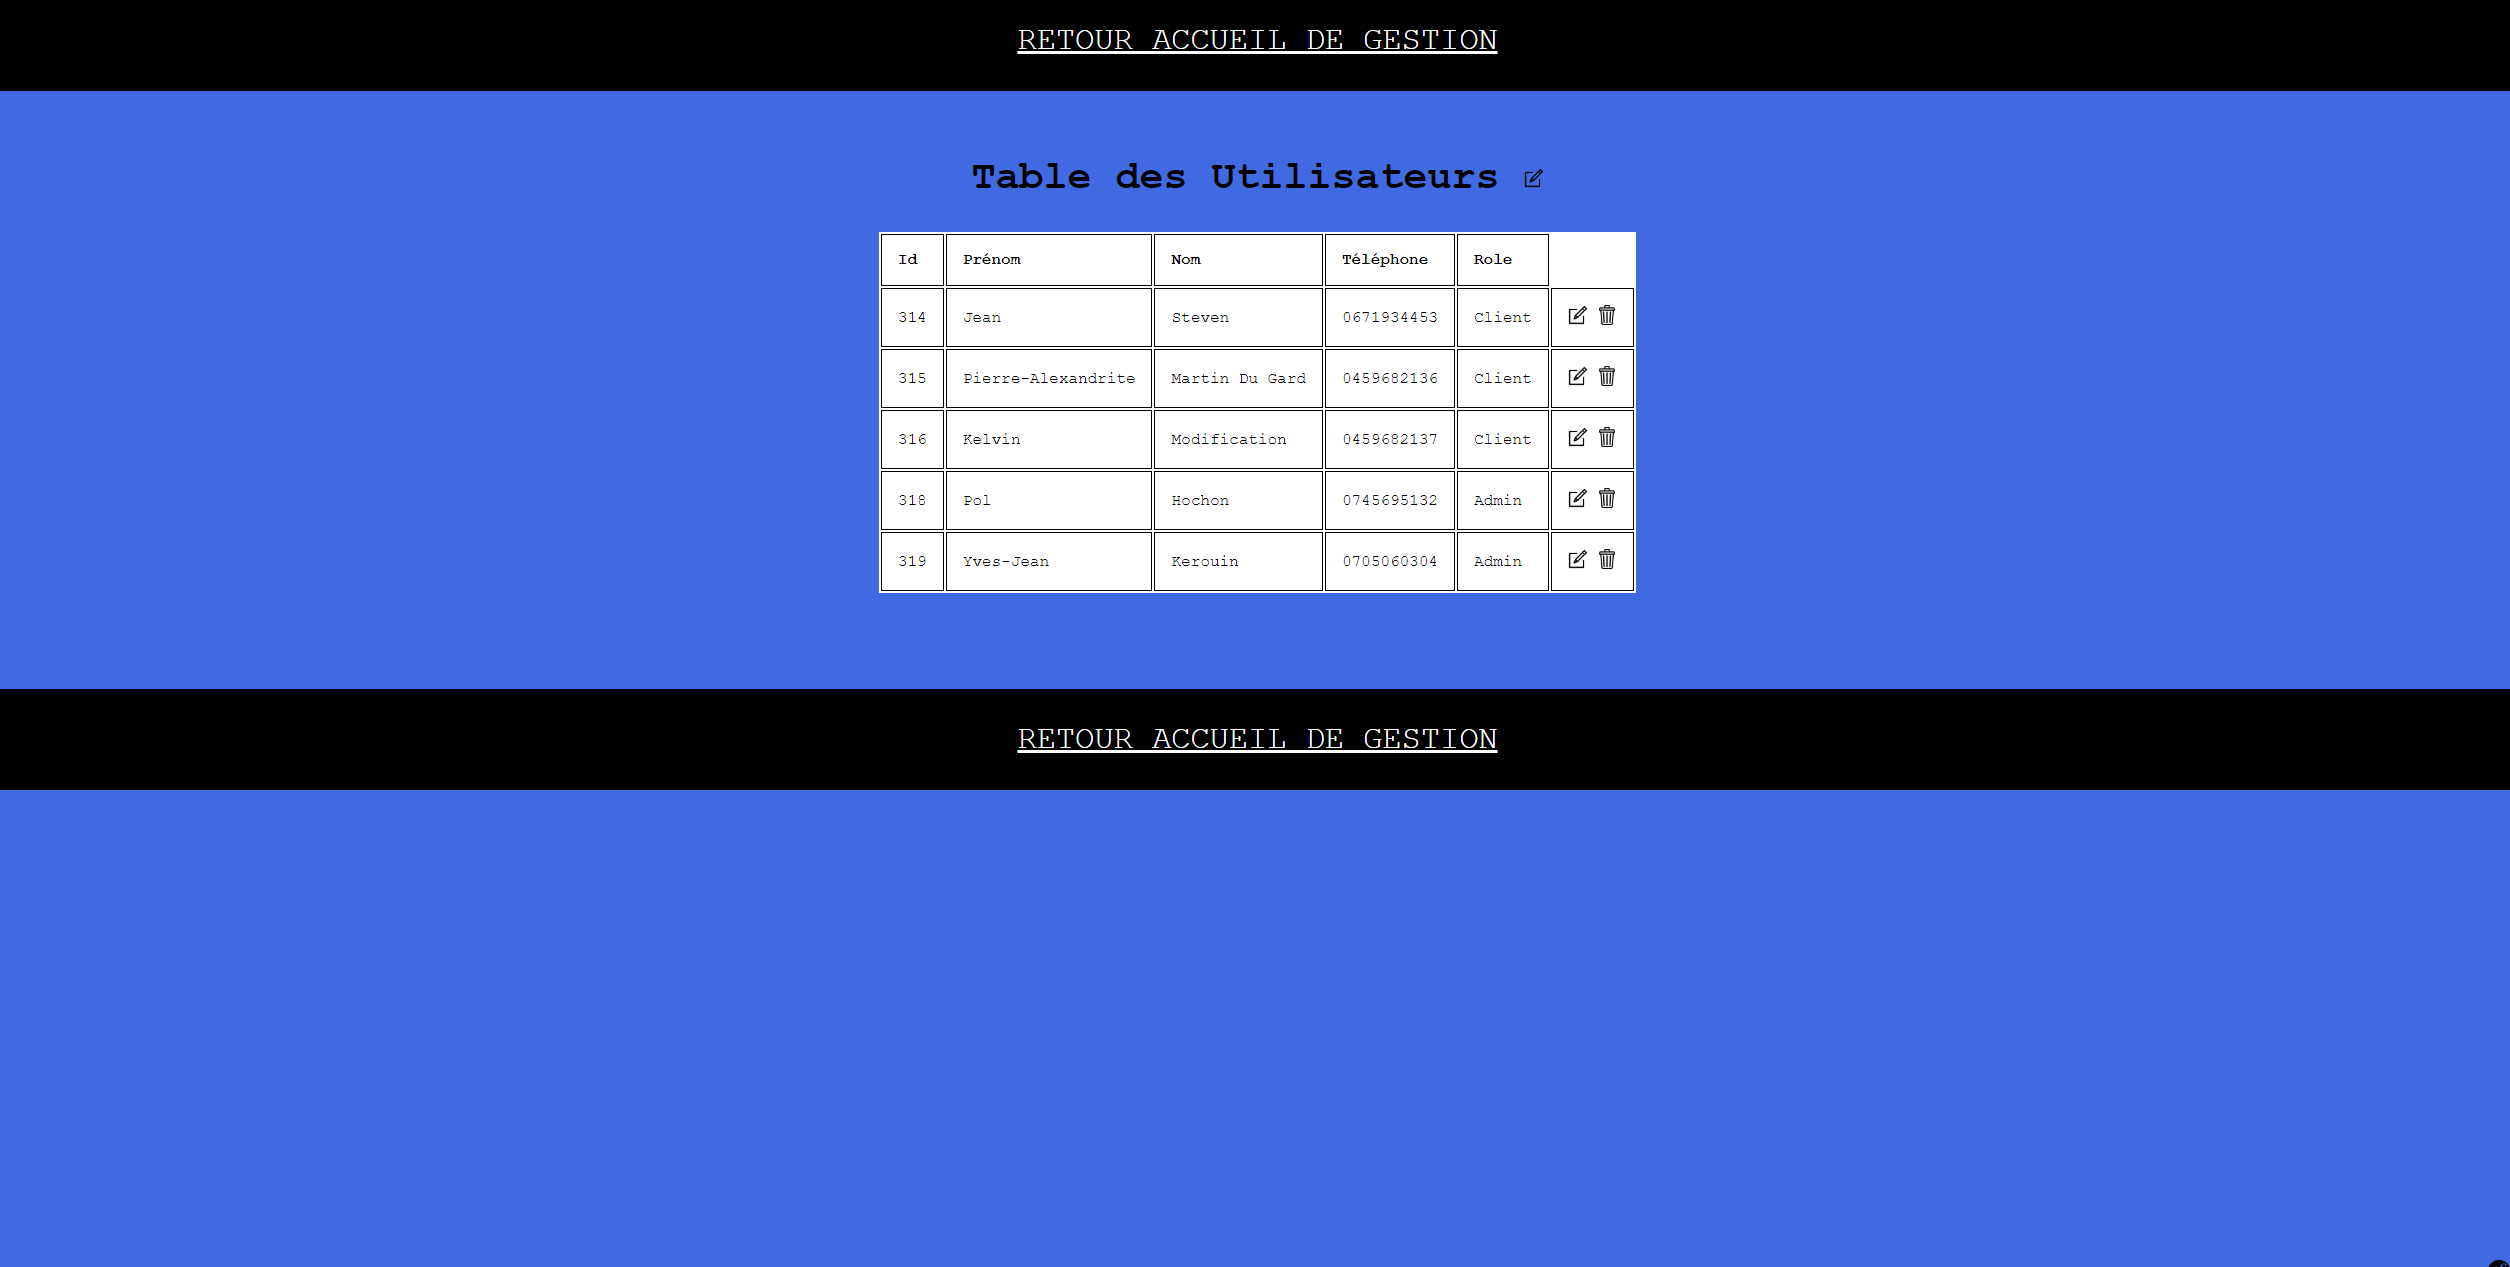 RETOUR ACCUEIL DE GESTION
Table des Utilisateurs
Id Prénom Nom Téléphone Role
314 Jean Steven 0671934453 Client
315 Pierre-Alexandrite Martin Du Gard 0459682136 Client
316 Kelvin Modification 0459682137 Client
318 Pol Hochon 0745695132 Admin
319 Yves-Jean Kerouin 0705060304 Admin
RETOUR ACCUEIL DE GESTION